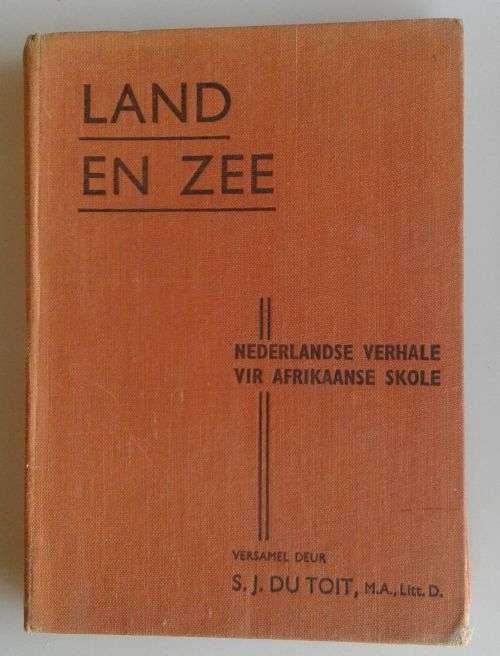 LAND
EN ZEE
NEDERLANDSE VERHALE
VIR AFRIKAANSE SKOLE
VERSAMEL DEUR
S. J. DU TOIT, M.A., Litt. D.